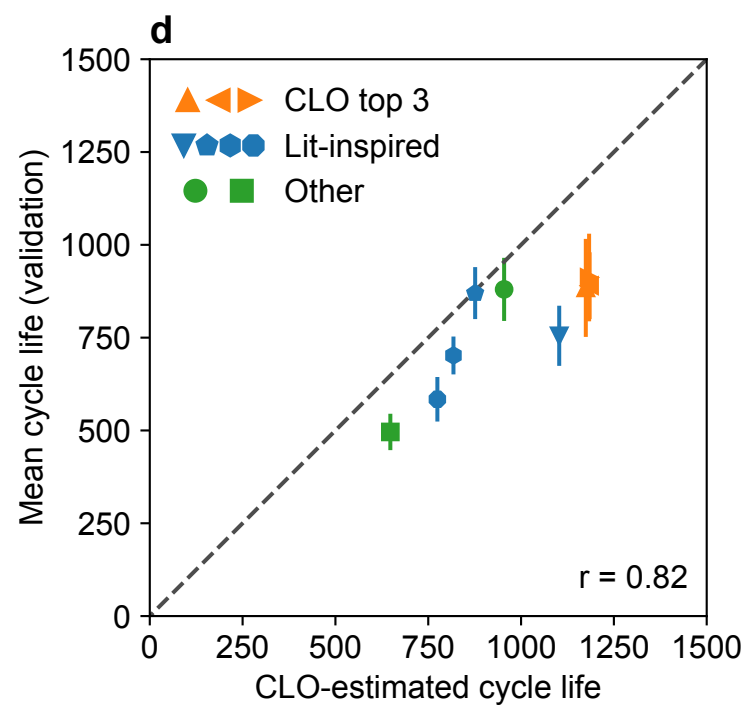 d
1500
CLO top 3
Lit-inspired
Other
1250
1000
750
500
250
0
Mean cycle life (validation)
r = 0.82
0 250 500 750 1000 1250 1500
CLO-estimated cycle life